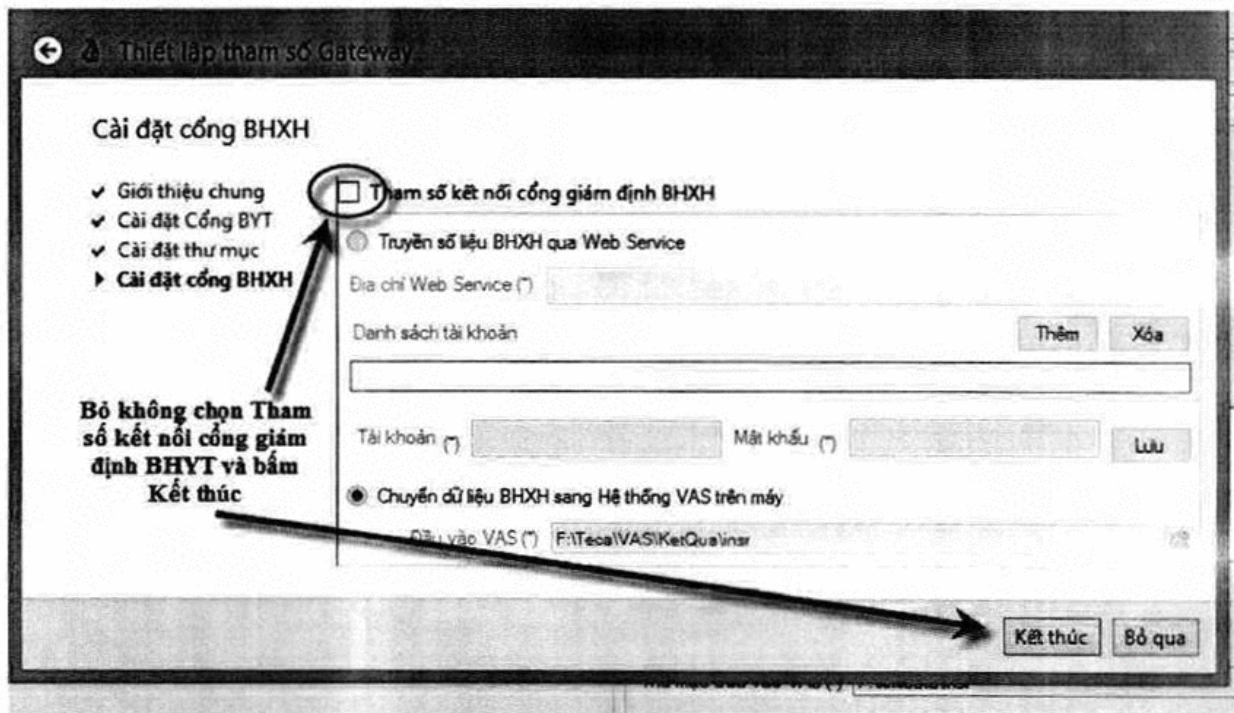 Thiết lập tham số Gateway
Cài đặt cổng BHXH
Giới thiệu chung
Cài đặt Cổng BYT
Cài đặt thư mục
Cài đặt cổng BHXH
Tham số kết nối cổng giám định BHXH
Truyền số liệu BHXH qua Web Service
Địa chỉ Web Service (*)
Danh sách tài khoản
Thêm
Xóa
Tài khoản (*)
Mật khẩu (*)
Lưu
Chuyển dữ liệu BHXH sang Hệ thống VAS trên máy
Đầu vào VAS (*) F:\Teca\VAS\KetQua\insr
Bỏ không chọn Tham
số kết nối cổng giám
định BHYT và bấm
Kết thúc
Kết thúc
Bỏ qua